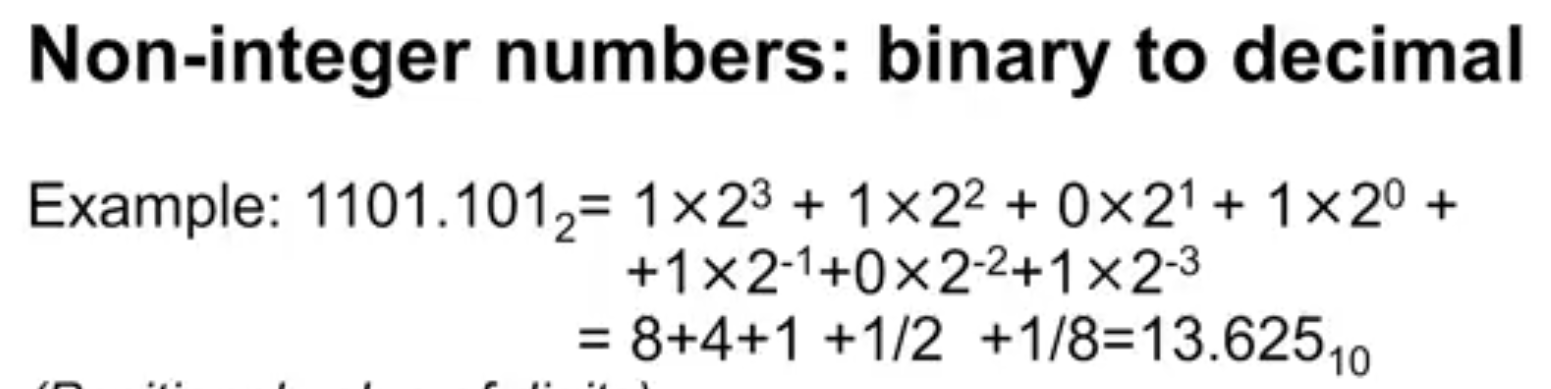 Non-integer numbers: binary to decimal
Example: 1101.101₂= 1×2³ + 1×2² + 0×2¹ + 1×2⁰ +
+1×2⁻¹+0×2⁻²+1×2⁻³
= 8+4+1 +1/2 +1/8=13.625₁₀